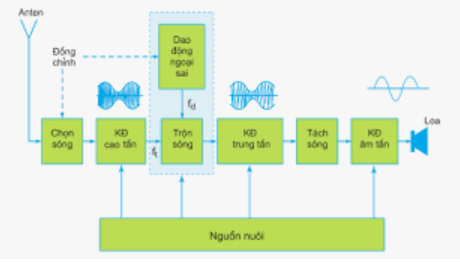 Anten
Đồng
chỉnh
Dao
động
ngoại
sai
fd
Loa
Chọn
sóng
KĐ
cao tần
ft
Trộn
sóng
KĐ
trung tần
Tách
sóng
KĐ
âm tần
Nguồn nuôi